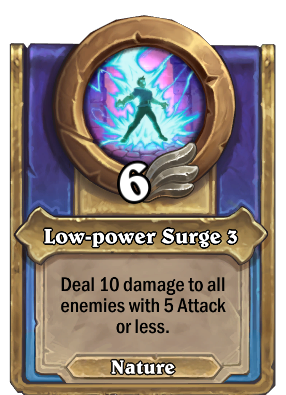 6
Low-power Surge 3
Deal 10 damage to all
enemies with 5 Attack
or less.
Nature